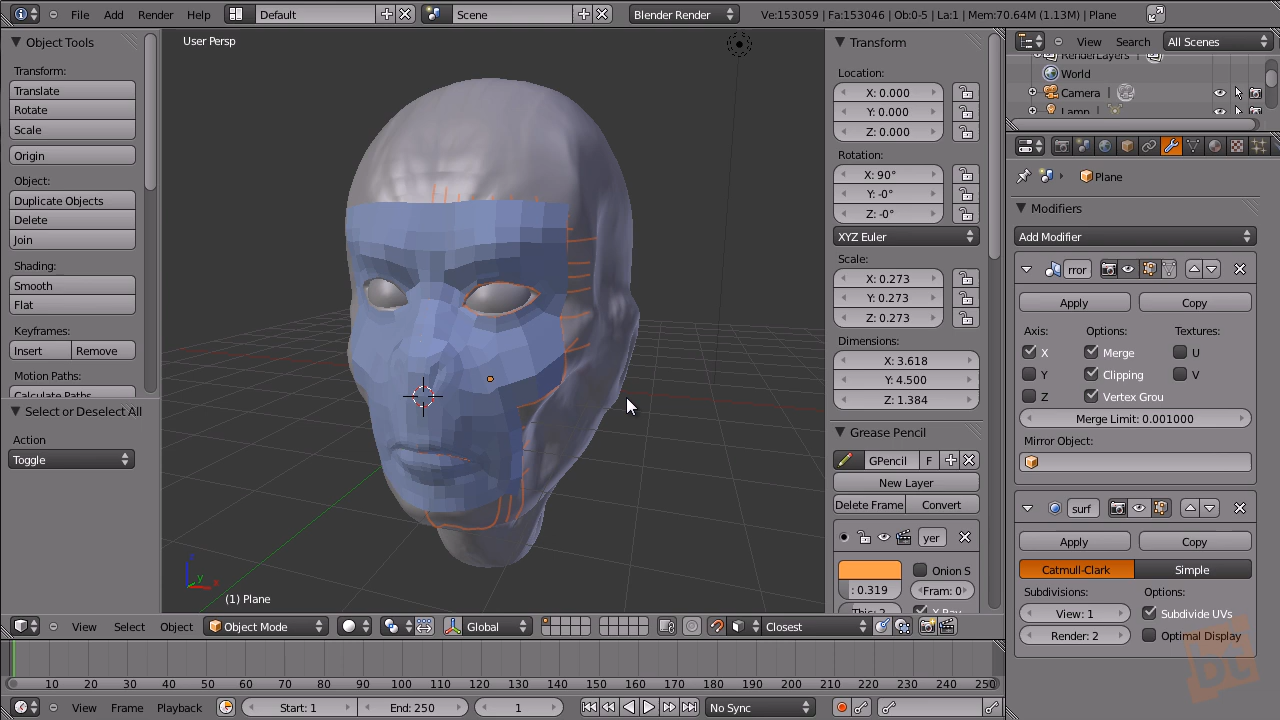 File Add Render Help Default Scene Blender Render Ve:153059 | Fa:153046 | Ob:0-5 | La:1 | Mem:70.64M (1.13M) | Plane
Object Tools
Transform:
Translate
Rotate
Scale
Origin
Object:
Duplicate Objects
Delete
Join
Shading:
Smooth
Flat
Keyframes:
Insert Remove
Motion Paths:
Calculate Paths
Select or Deselect All
Action
Toggle
User Persp
z
y
x
(1) Plane
Transform
Location:
X: 0.000
Y: 0.000
Z: 0.000
Rotation:
X: 90°
Y: -0°
Z: -0°
XYZ Euler
Scale:
X: 0.273
Y: 0.273
Z: 0.273
Dimensions:
X: 3.618
Y: 4.500
Z: 1.384
Grease Pencil
GPencil F
New Layer
Delete Frame Convert
yer
Onion S
: 0.319 Fram: 0
X-Ray
View Search All Scenes
RenderLayers
World
Camera
Lamp
Plane
Modifiers
Add Modifier
rror
Apply Copy
Axis: Options: Textures:
X Merge U
Y Clipping V
Z Vertex Grou
Merge Limit: 0.001000
Mirror Object:
surf
Apply Copy
Catmull-Clark Simple
Subdivisions: Options:
View: 1 Subdivide UVs
Render: 2 Optimal Display
bc
View Select Object Object Mode Global Closest
10 20 30 40 50 60 70 80 90 100 110 120 130 140 150 160 170 180 190 200 210 220 230 240 250
View Frame Playback Start: 1 End: 250 1 No Sync